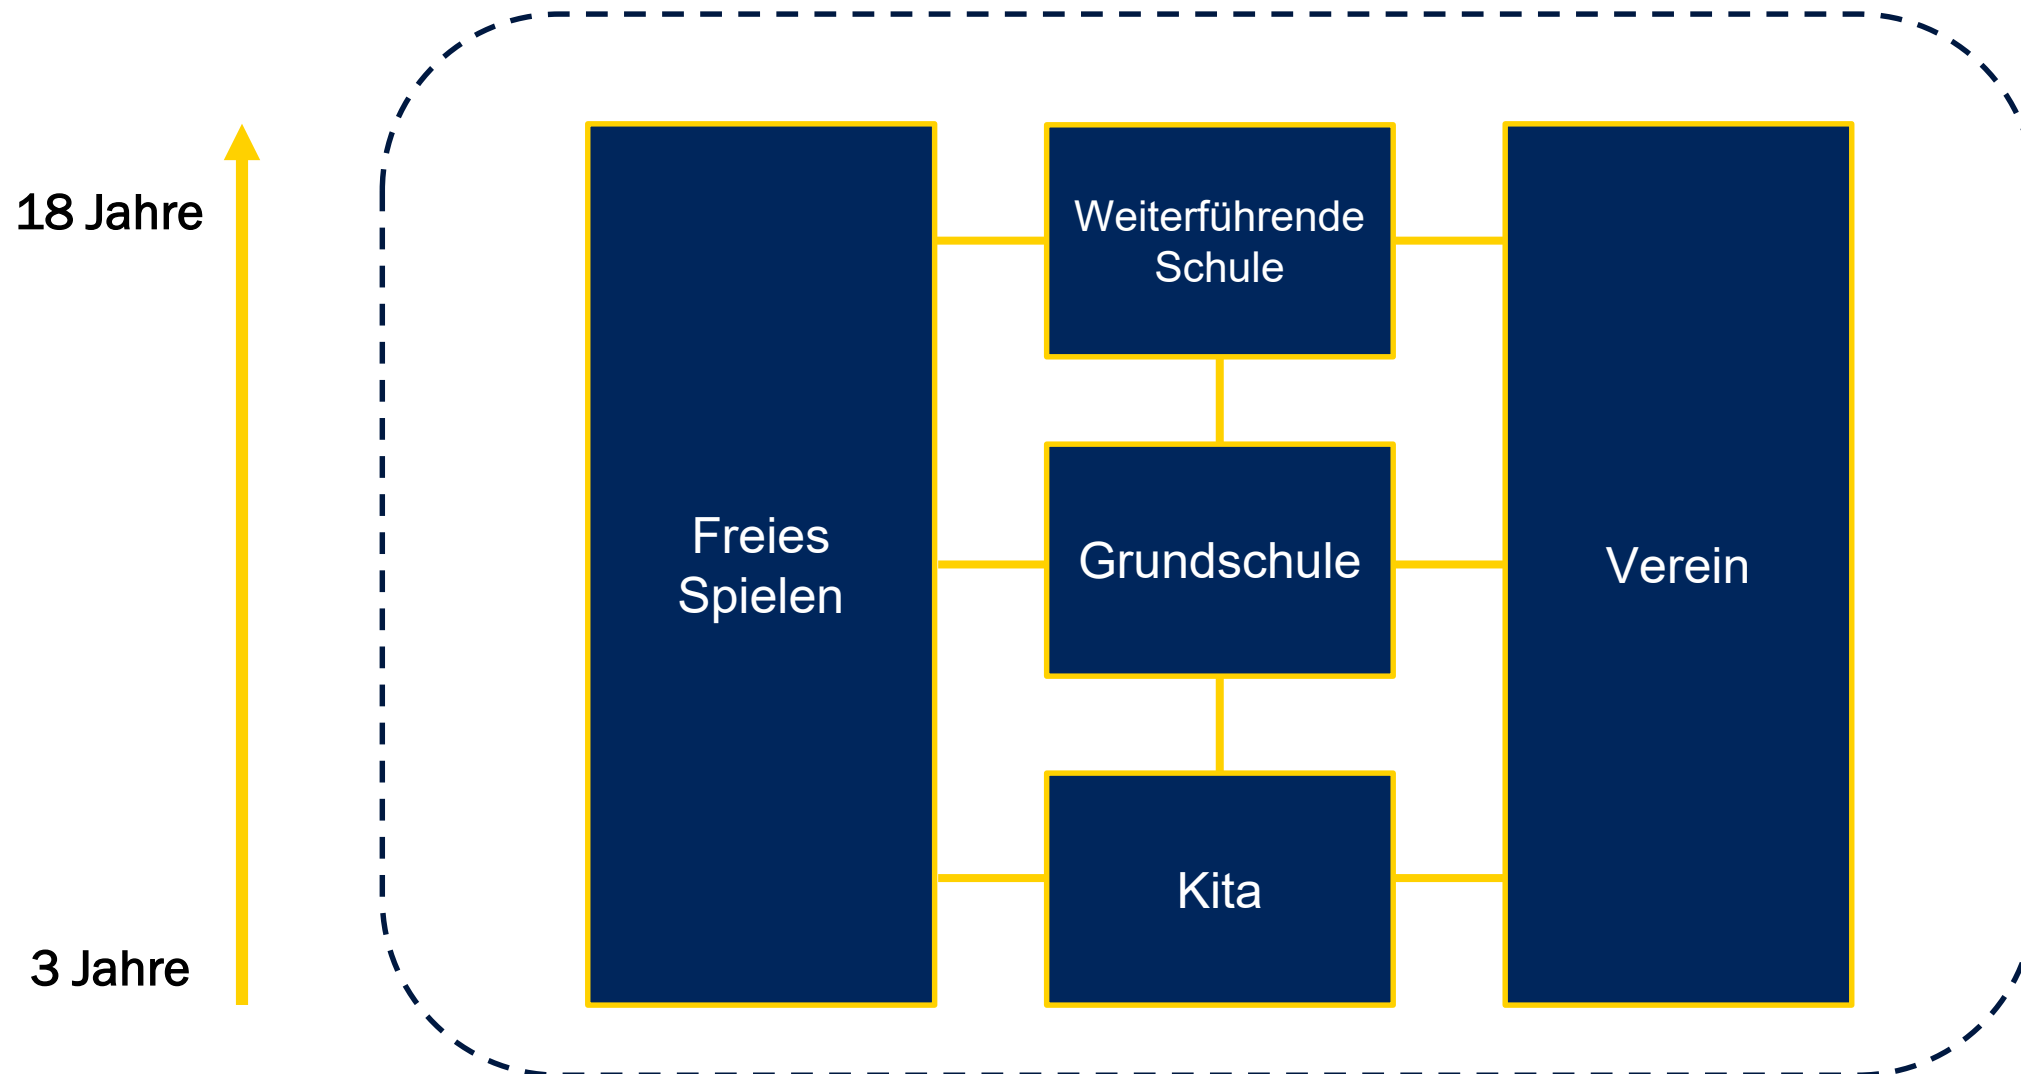 18 Jahre
3 Jahre
Freies
Spielen
Weiterführende
Schule
Grundschule
Kita
Verein